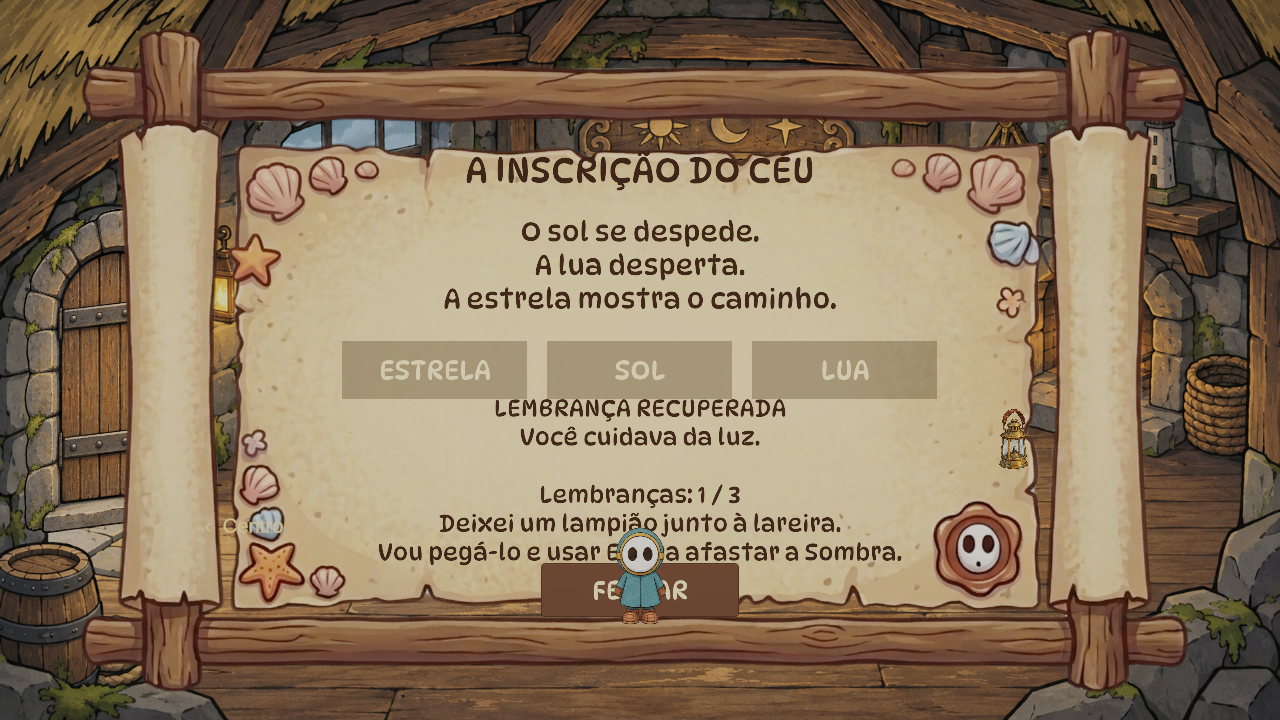 A INSCRIÇÃO DO CÉU
O sol se despede.
A lua desperta.
A estrela mostra o caminho.
ESTRELA SOL LUA
LEMBRANÇA RECUPERADA
Você cuidava da luz.
Lembranças: 1 / 3
Deixei um lampião junto à lareira.
Vou pegá-lo e usar a afastar a Sombra.
‹ Centro